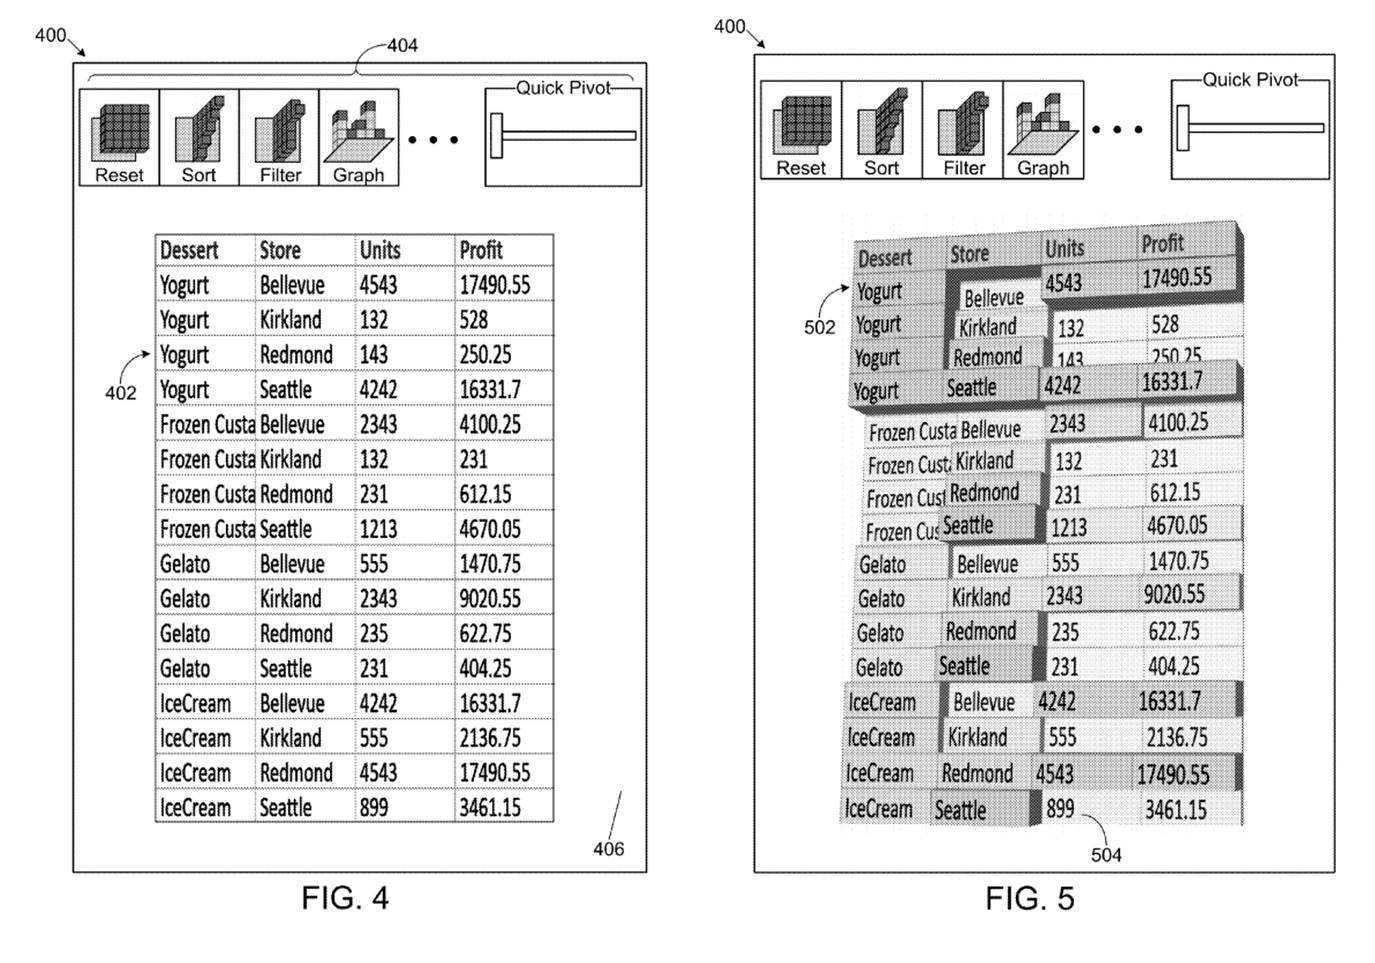 400
404
Reset Sort Filter Graph • • • Quick Pivot
Dessert Store Units Profit
Yogurt Bellevue 4543 17490.55
Yogurt Kirkland 132 528
Yogurt Redmond 143 250.25
Yogurt Seattle 4242 16331.7
Frozen Custa Bellevue 2343 4100.25
Frozen Custa Kirkland 132 231
Frozen Custa Redmond 231 612.15
Frozen Custa Seattle 1213 4670.05
Gelato Bellevue 555 1470.75
Gelato Kirkland 2343 9020.55
Gelato Redmond 235 622.75
Gelato Seattle 231 404.25
IceCream Bellevue 4242 16331.7
IceCream Kirkland 555 2136.75
IceCream Redmond 4543 17490.55
IceCream Seattle 899 3461.15
402
406
FIG. 4
400
Reset Sort Filter Graph • • • Quick Pivot
Dessert Store Units Profit
Yogurt Bellevue 4543 17490.55
Yogurt Kirkland 132 528
Yogurt Redmond 143 250.25
Yogurt Seattle 4242 16331.7
Frozen Custa Bellevue 2343 4100.25
Frozen Custa Kirkland 132 231
Frozen Cust Redmond 231 612.15
Frozen Cus Seattle 1213 4670.05
Gelato Bellevue 555 1470.75
Gelato Kirkland 2343 9020.55
Gelato Redmond 235 622.75
Gelato Seattle 231 404.25
IceCream Bellevue 4242 16331.7
IceCream Kirkland 555 2136.75
IceCream Redmond 4543 17490.55
IceCream Seattle 899 3461.15
502
504
FIG. 5